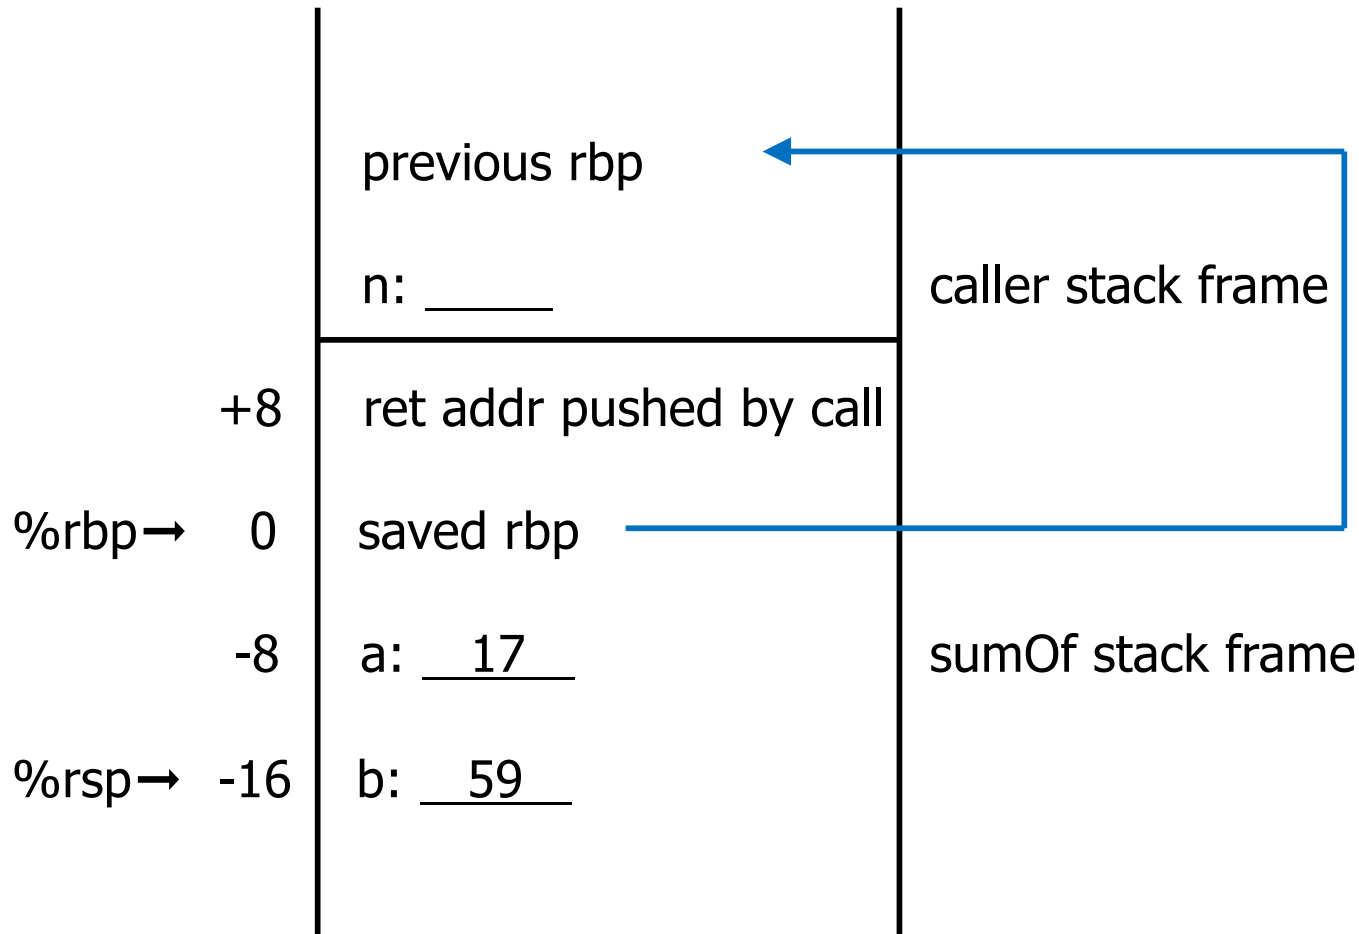 previous rbp
n: _____ caller stack frame
+8 ret addr pushed by call
%rbp→ 0 saved rbp
-8 a: 17 sumOf stack frame
%rsp→ -16 b: 59